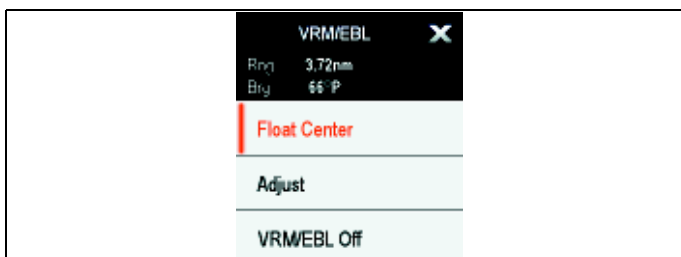 VRM/EBL X
Rng 3.72nm
Brg 66°P
Float Center
Adjust
VRM/EBL Off